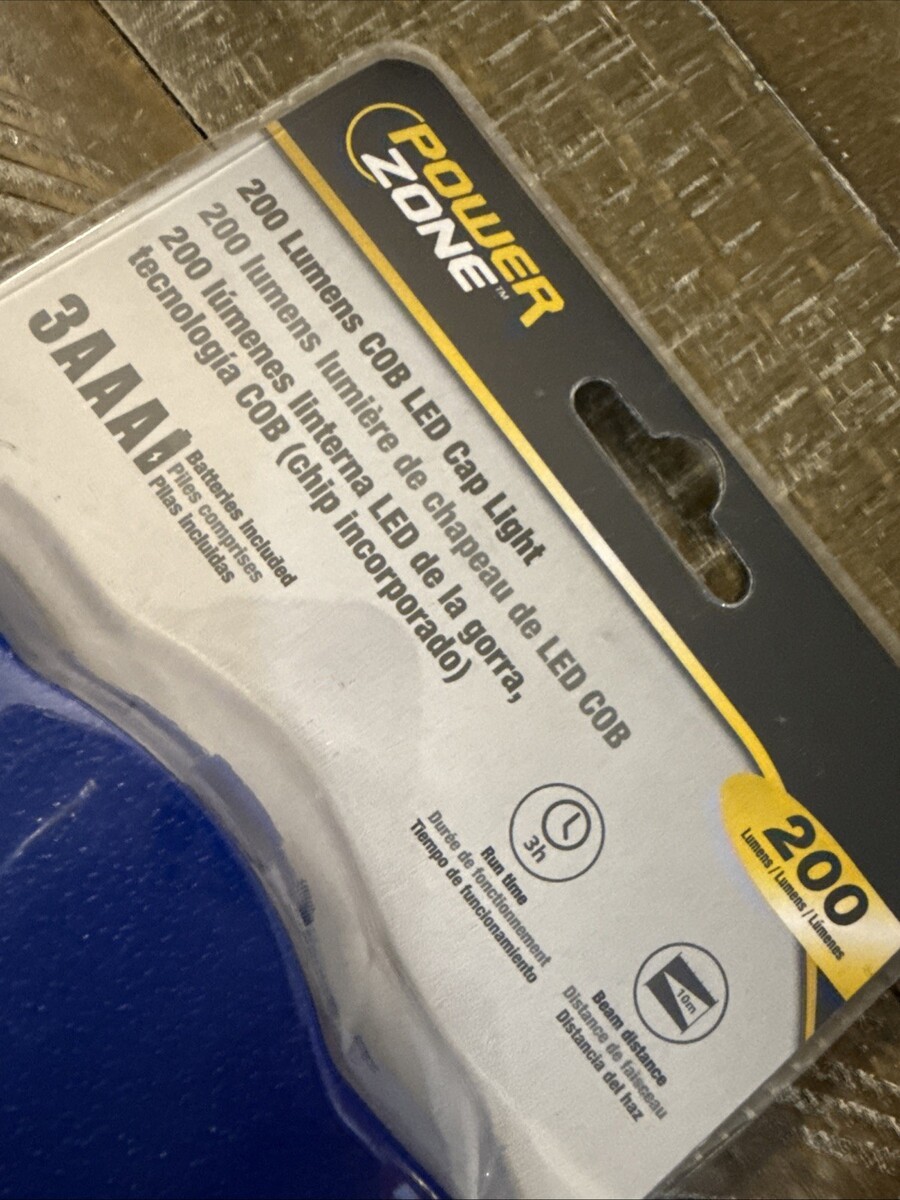 POWER
ZONE™
200 Lumens COB LED Cap Light
200 lumens lumière de chapeau de LED COB
200 lúmenes linterna LED de la gorra,
tecnología COB (chip incorporado)
3AAA
Batteries included
Piles comprises
Pilas incluidas
3h
Run time
Durée de fonctionnement
Tiempo de funcionamiento
10m
Beam distance
Distance de faisceau
Distancia del haz
200
Lumens / Lumens / Lúmenes